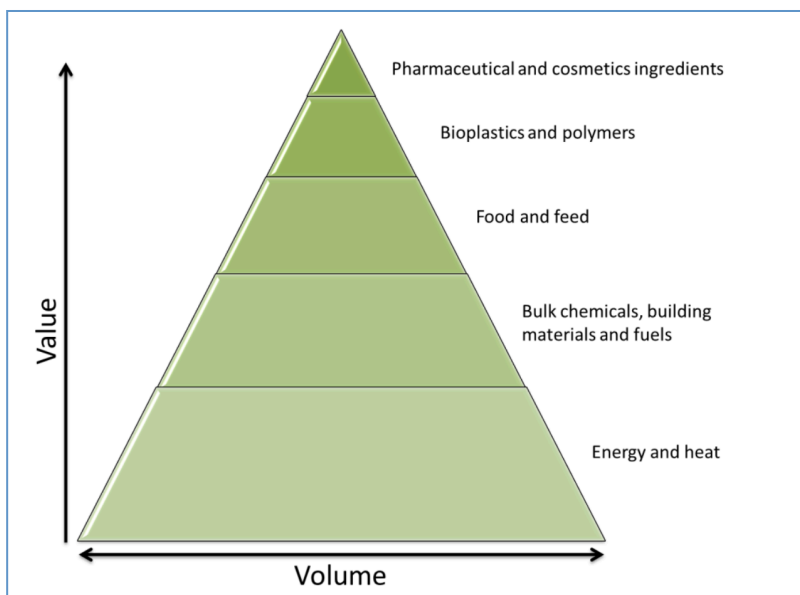 Pharmaceutical and cosmetics ingredients
Bioplastics and polymers
Food and feed
Bulk chemicals, building
materials and fuels
Energy and heat
Value
Volume